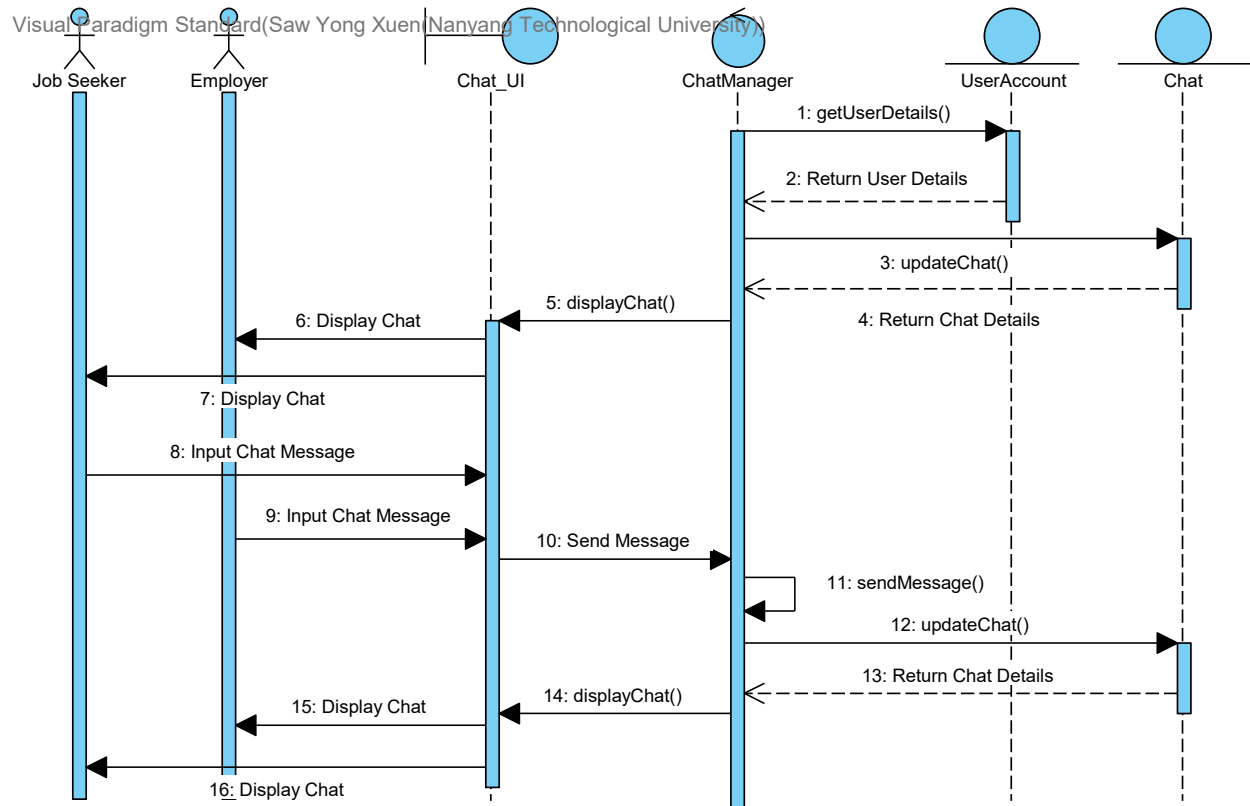 Visual Paradigm Standard(Saw Yong Xuen(Nanyang Technological University))
Job Seeker
Employer
Chat_UI
ChatManager
UserAccount
Chat
1: getUserDetails()
2: Return User Details
3: updateChat()
4: Return Chat Details
5: displayChat()
6: Display Chat
7: Display Chat
8: Input Chat Message
9: Input Chat Message
10: Send Message
11: sendMessage()
12: updateChat()
13: Return Chat Details
14: displayChat()
15: Display Chat
16: Display Chat